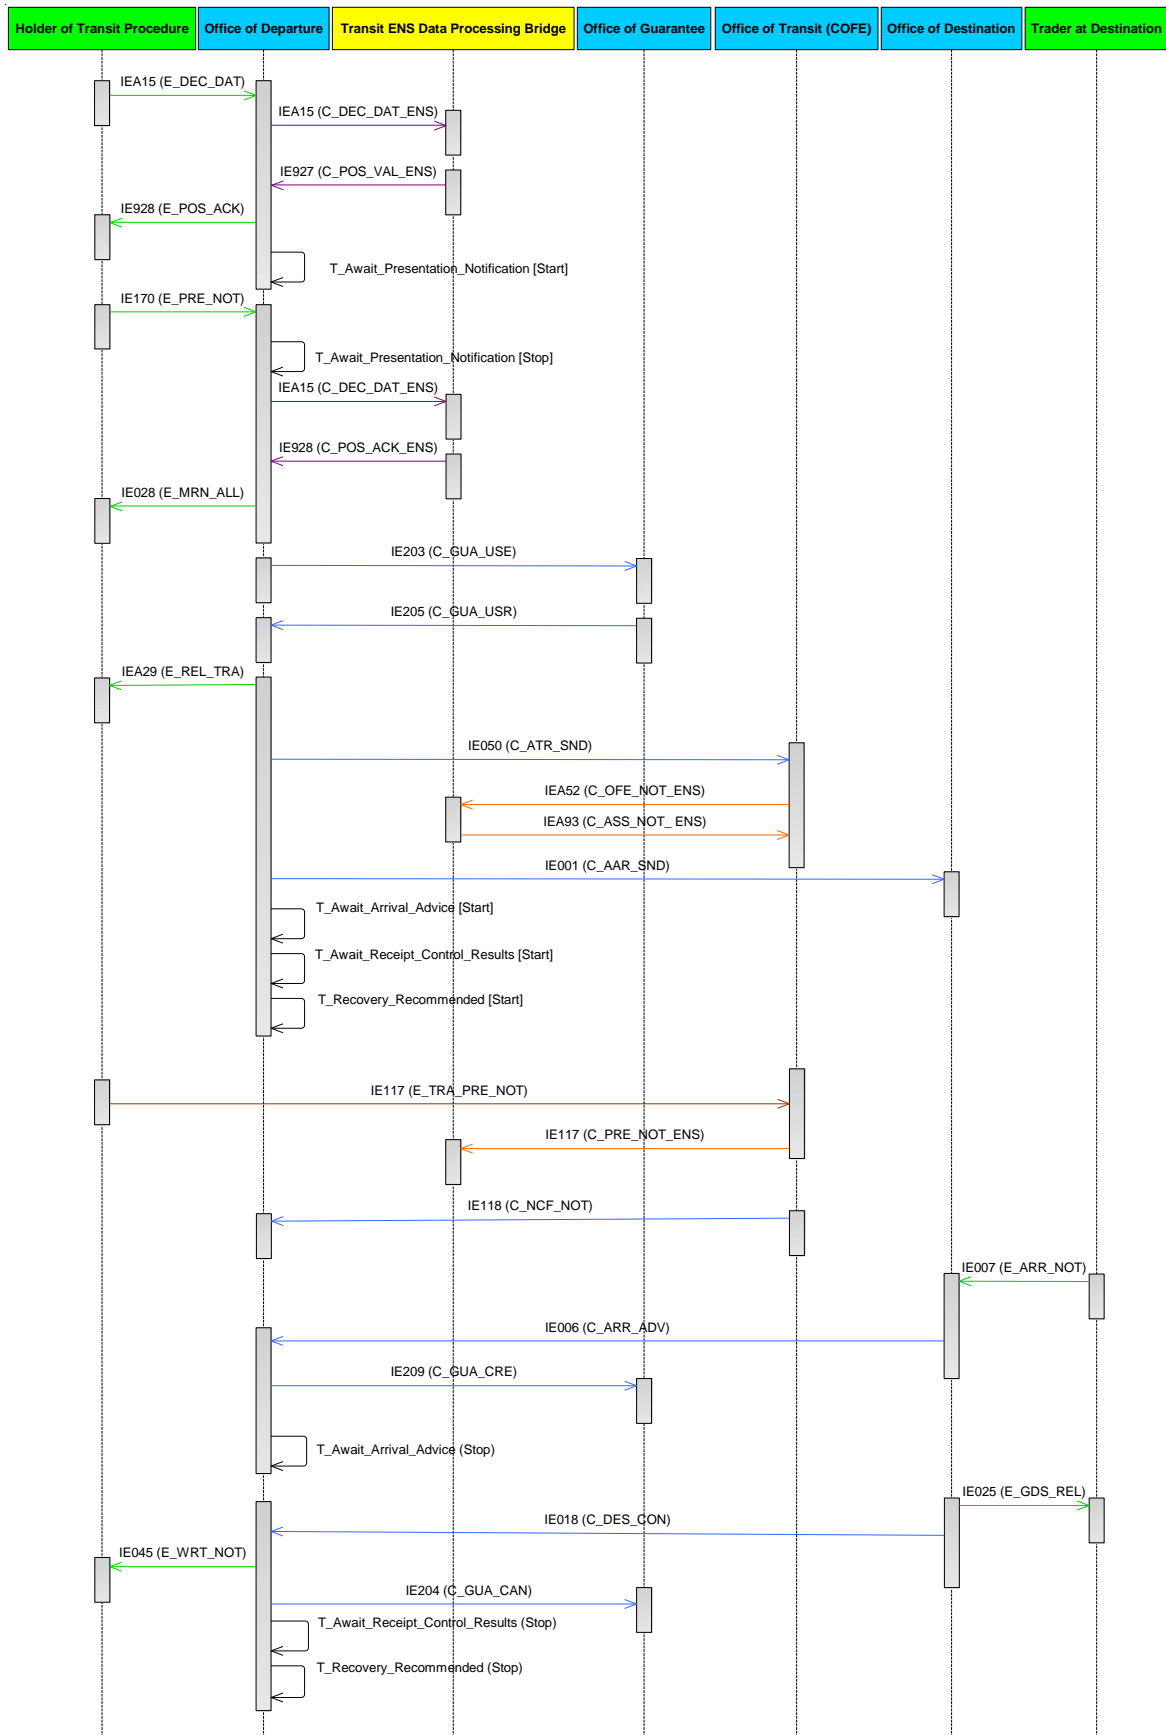 Holder of Transit Procedure
Office of Departure
Transit ENS Data Processing Bridge
Office of Guarantee
Office of Transit (COFE)
Office of Destination
Trader at Destination
IEA15 (E_DEC_DAT)
IEA15 (C_DEC_DAT_ENS)
IE927 (C_POS_VAL_ENS)
IE928 (E_POS_ACK)
T_Await_Presentation_Notification [Start]
IE170 (E_PRE_NOT)
T_Await_Presentation_Notification [Stop]
IEA15 (C_DEC_DAT_ENS)
IE928 (C_POS_ACK_ENS)
IE028 (E_MRN_ALL)
IE203 (C_GUA_USE)
IE205 (C_GUA_USR)
IEA29 (E_REL_TRA)
IE050 (C_ATR_SND)
IEA52 (C_OFE_NOT_ENS)
IEA93 (C_ASS_NOT_ ENS)
IE001 (C_AAR_SND)
T_Await_Arrival_Advice [Start]
T_Await_Receipt_Control_Results [Start]
T_Recovery_Recommended [Start]
IE117 (E_TRA_PRE_NOT)
IE117 (C_PRE_NOT_ENS)
IE118 (C_NCF_NOT)
IE007 (E_ARR_NOT)
IE006 (C_ARR_ADV)
IE209 (C_GUA_CRE)
T_Await_Arrival_Advice (Stop)
IE025 (E_GDS_REL)
IE018 (C_DES_CON)
IE045 (E_WRT_NOT)
IE204 (C_GUA_CAN)
T_Await_Receipt_Control_Results (Stop)
T_Recovery_Recommended (Stop)